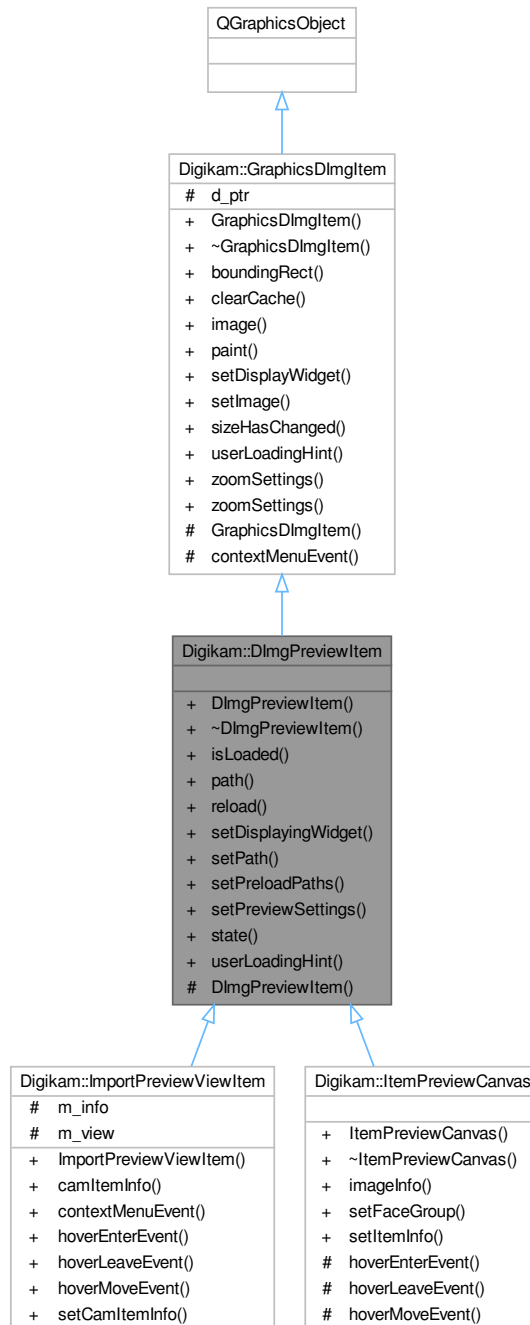 QGraphicsObject
Digikam::GraphicsDImgItem
# d_ptr
+ GraphicsDImgItem()
+ ~GraphicsDImgItem()
+ boundingRect()
+ clearCache()
+ image()
+ paint()
+ setDisplayWidget()
+ setImage()
+ sizeHasChanged()
+ userLoadingHint()
+ zoomSettings()
+ zoomSettings()
# GraphicsDImgItem()
# contextMenuEvent()
Digikam::DImgPreviewItem
+ DImgPreviewItem()
+ ~DImgPreviewItem()
+ isLoaded()
+ path()
+ reload()
+ setDisplayingWidget()
+ setPath()
+ setPreloadPaths()
+ setPreviewSettings()
+ state()
+ userLoadingHint()
# DImgPreviewItem()
Digikam::ImportPreviewViewItem
# m_info
# m_view
+ ImportPreviewViewItem()
+ camItemInfo()
+ contextMenuEvent()
+ hoverEnterEvent()
+ hoverLeaveEvent()
+ hoverMoveEvent()
+ setCamItemInfo()
Digikam::ItemPreviewCanvas
+ ItemPreviewCanvas()
+ ~ItemPreviewCanvas()
+ imageInfo()
+ setFaceGroup()
+ setItemInfo()
# hoverEnterEvent()
# hoverLeaveEvent()
# hoverMoveEvent()